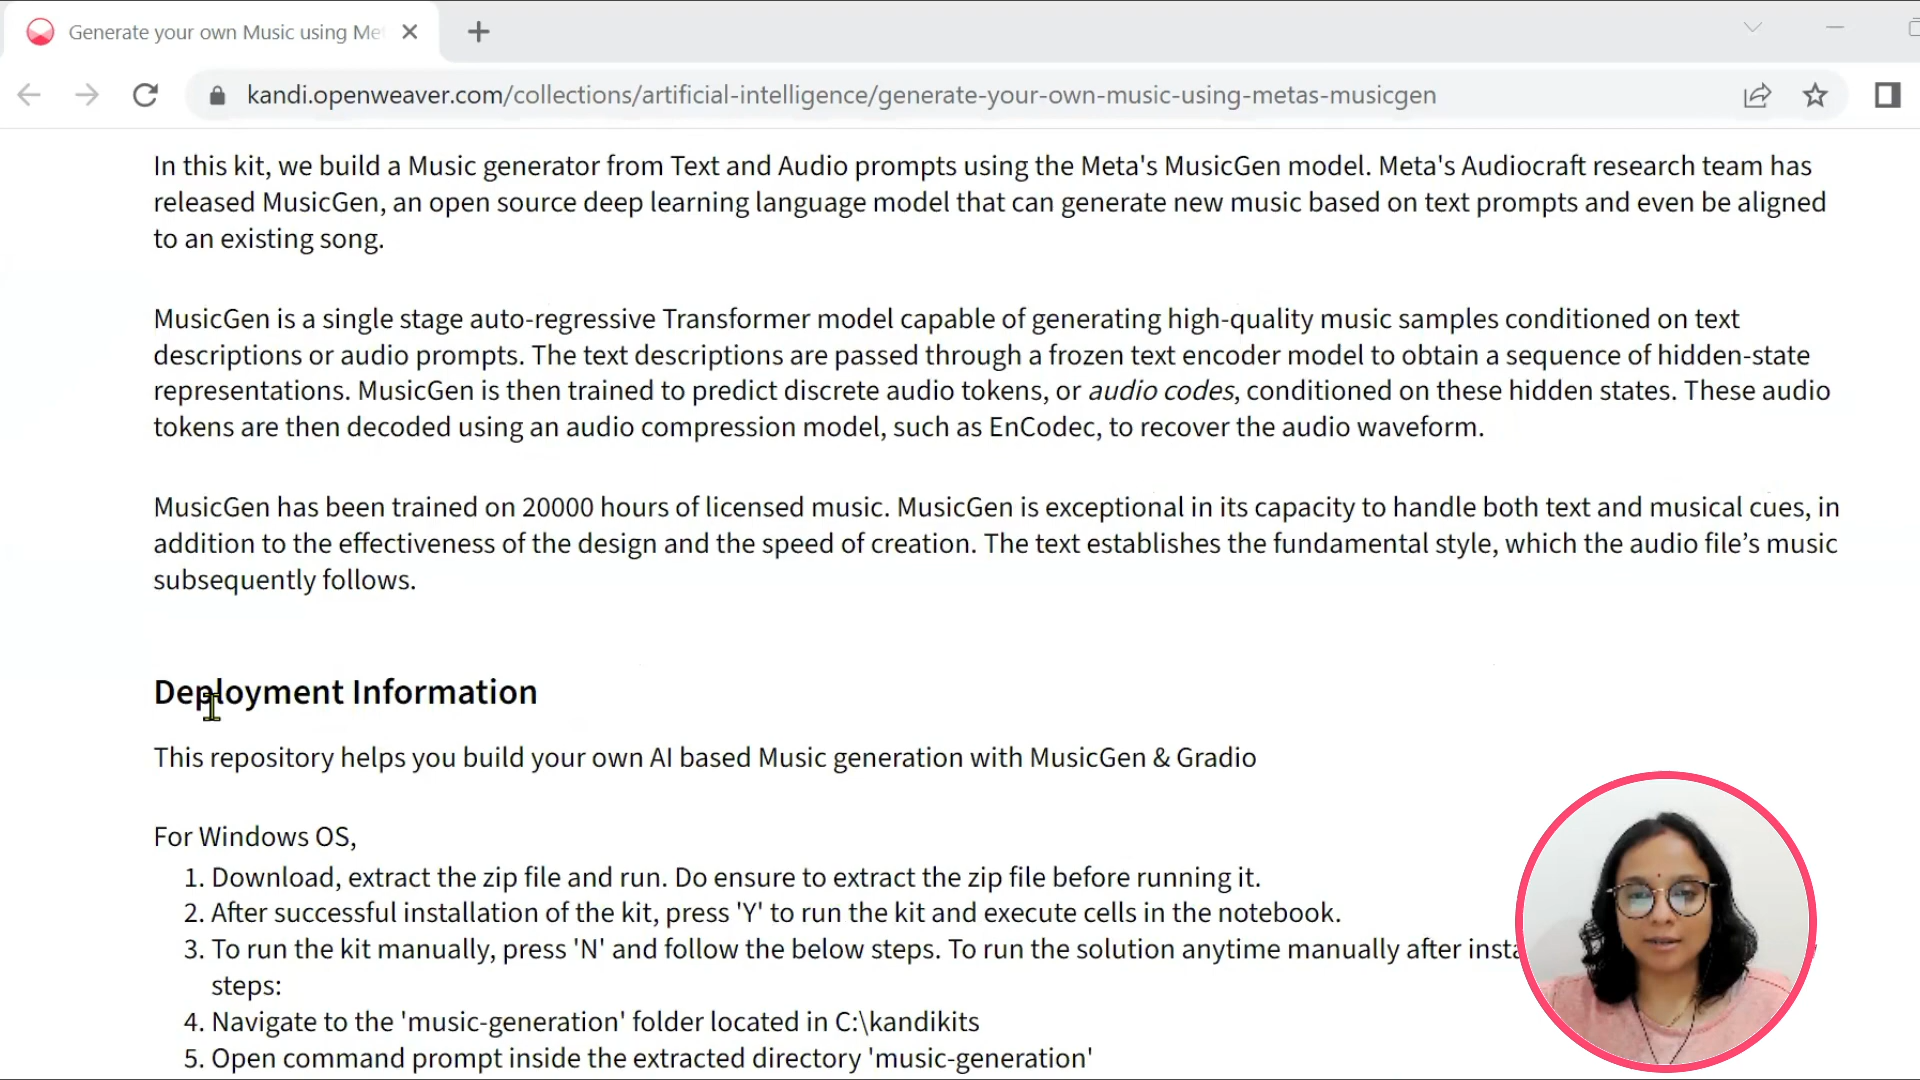 Generate your own Music using Me
kandi.openweaver.com/collections/artificial-intelligence/generate-your-own-music-using-metas-musicgen
In this kit, we build a Music generator from Text and Audio prompts using the Meta's MusicGen model. Meta's Audiocraft research team has
released MusicGen, an open source deep learning language model that can generate new music based on text prompts and even be aligned
to an existing song.
MusicGen is a single stage auto-regressive Transformer model capable of generating high-quality music samples conditioned on text
descriptions or audio prompts. The text descriptions are passed through a frozen text encoder model to obtain a sequence of hidden-state
representations. MusicGen is then trained to predict discrete audio tokens, or audio codes, conditioned on these hidden states. These audio
tokens are then decoded using an audio compression model, such as EnCodec, to recover the audio waveform.
MusicGen has been trained on 20000 hours of licensed music. MusicGen is exceptional in its capacity to handle both text and musical cues, in
addition to the effectiveness of the design and the speed of creation. The text establishes the fundamental style, which the audio file’s music
subsequently follows.
Deployment Information
This repository helps you build your own AI based Music generation with MusicGen & Gradio
For Windows OS,
1. Download, extract the zip file and run. Do ensure to extract the zip file before running it.
2. After successful installation of the kit, press 'Y' to run the kit and execute cells in the notebook.
3. To run the kit manually, press 'N' and follow the below steps. To run the solution anytime manually after insta
steps:
4. Navigate to the 'music-generation' folder located in C:\kandikits
5. Open command prompt inside the extracted directory 'music-generation'